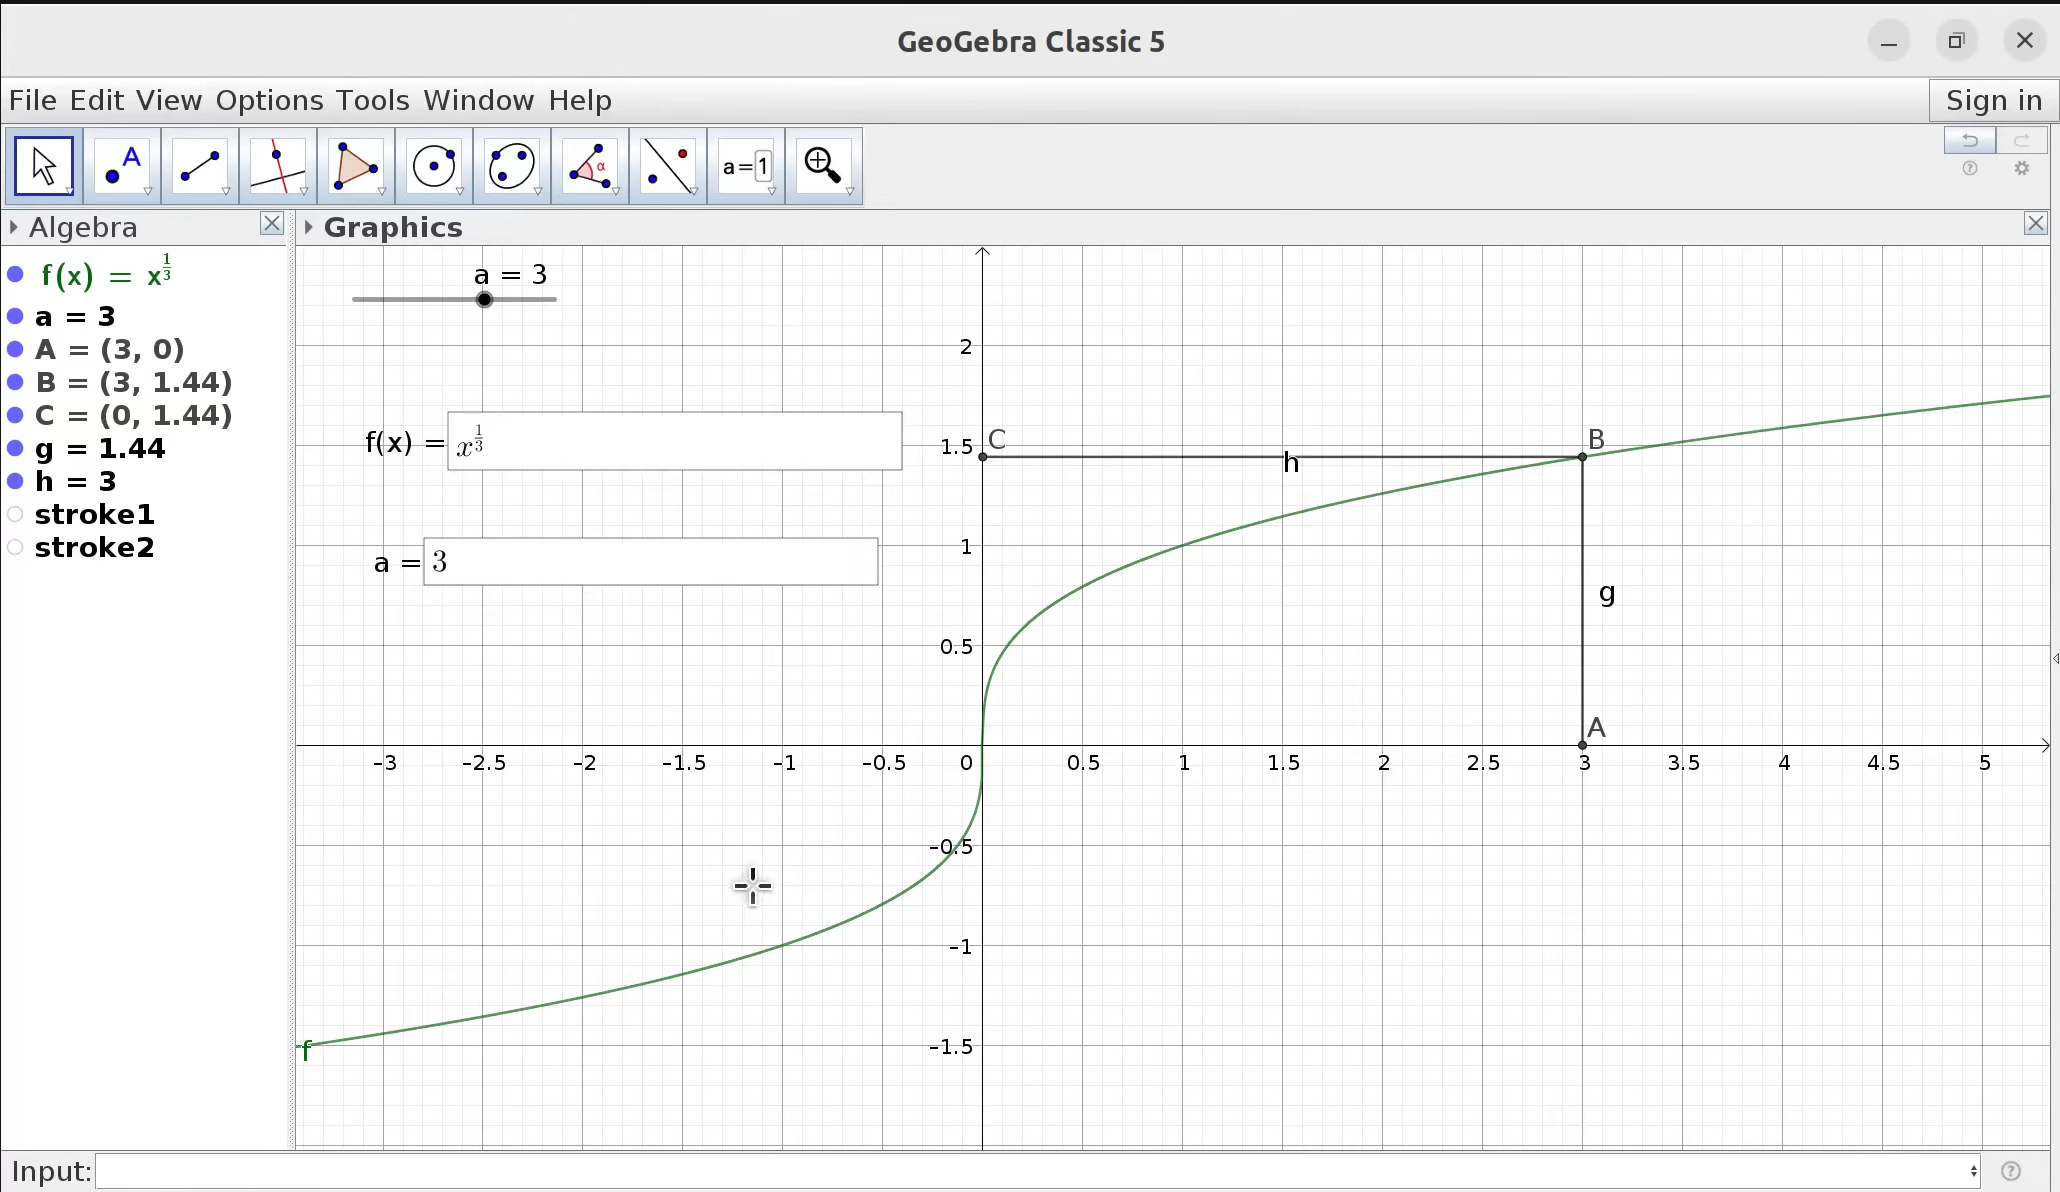 GeoGebra Classic 5
File Edit View Options Tools Window Help
Sign in
A
α
a=1
Algebra
Graphics
f(x) = x^(1/3)
a = 3
A = (3, 0)
B = (3, 1.44)
C = (0, 1.44)
g = 1.44
h = 3
stroke1
stroke2
a = 3
f(x) = x^(1/3)
a = 3
2
1.5
1
0.5
C
h
B
g
A
-3 -2.5 -2 -1.5 -1 -0.5 0 0.5 1 1.5 2 2.5 3 3.5 4 4.5 5
-0.5
-1
-1.5
f
Input: